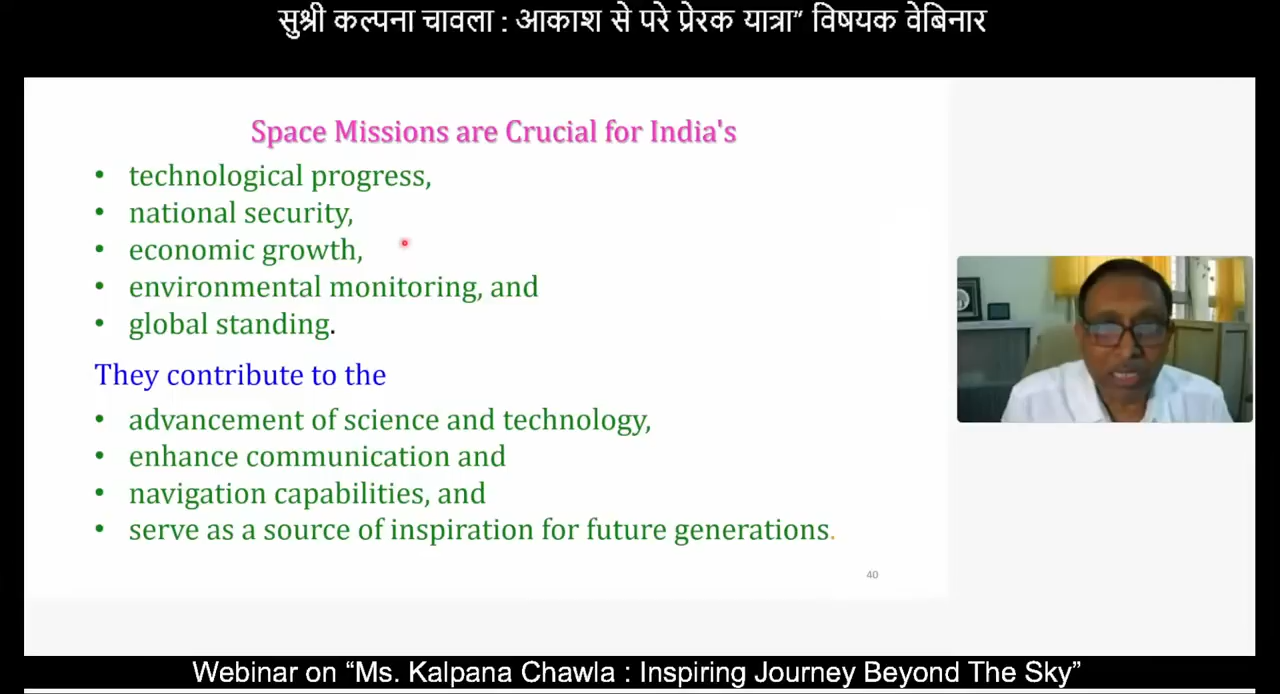 सुश्री कल्पना चावला : आकाश से परे प्रेरक यात्रा” विषयक वेबिनार
Space Missions are Crucial for India's
• technological progress,
• national security,
• economic growth,
• environmental monitoring, and
• global standing.
They contribute to the
• advancement of science and technology,
• enhance communication and
• navigation capabilities, and
• serve as a source of inspiration for future generations.
40
Webinar on “Ms. Kalpana Chawla : Inspiring Journey Beyond The Sky”